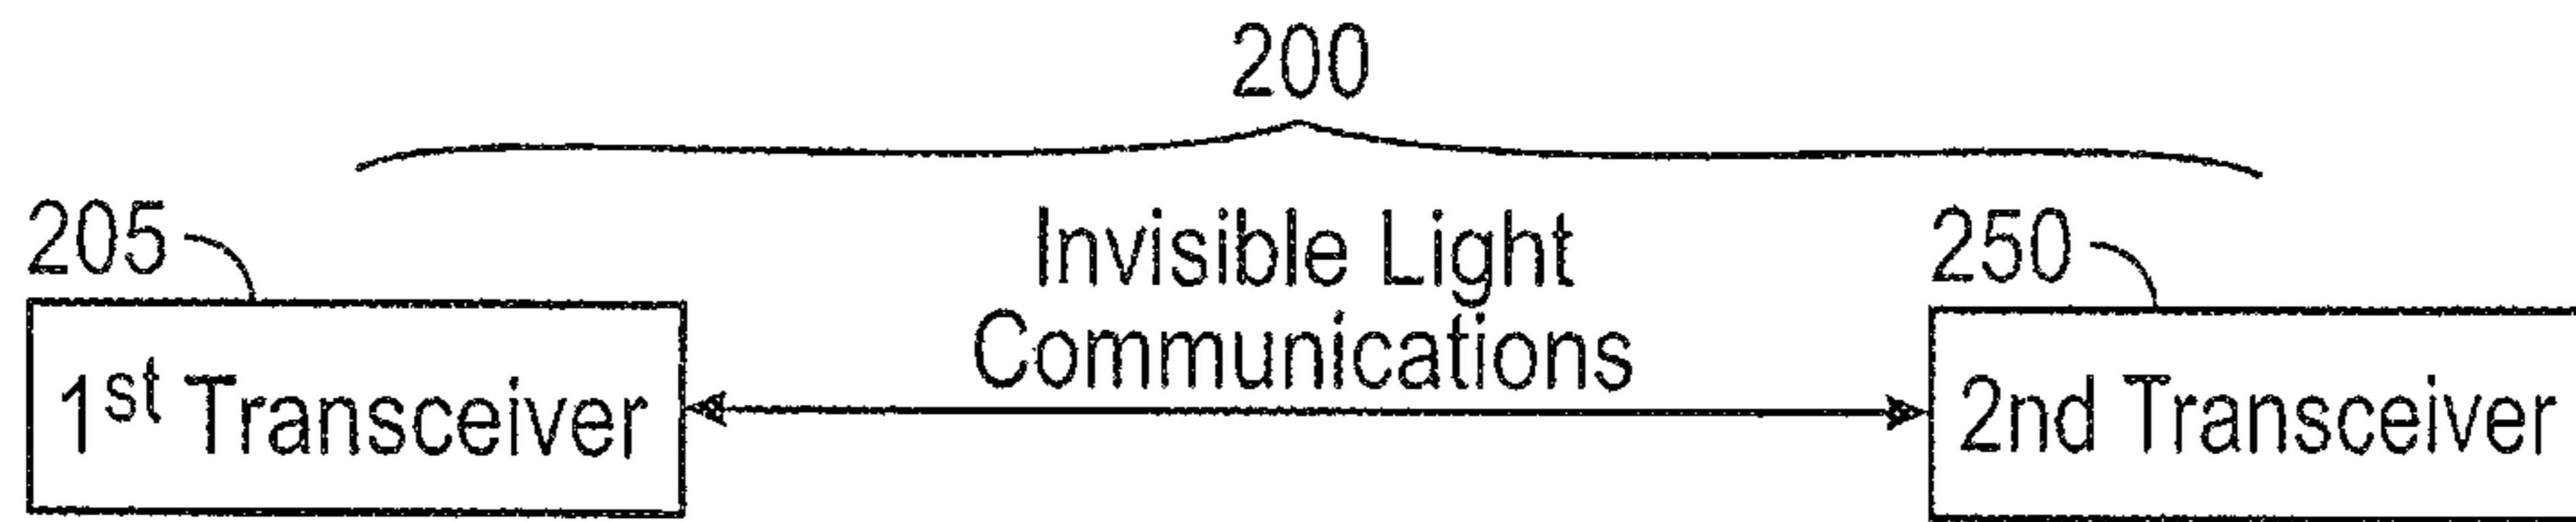 200
205
Invisible Light
250
Communications
1st Transceiver
2nd Transceiver